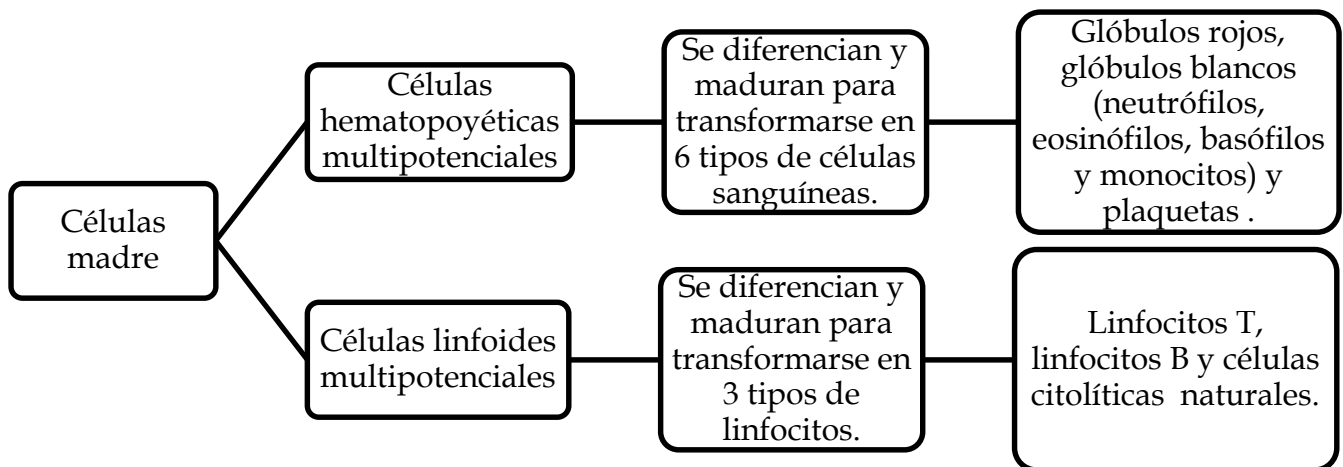 Células
madre
Células
hematopoyéticas
multipotenciales
Se diferencian y
maduran para
transformarse en
6 tipos de células
sanguíneas.
Glóbulos rojos,
glóbulos blancos
(neutrófilos,
eosinófilos, basófilos
y monocitos) y
plaquetas .
Células linfoides
multipotenciales
Se diferencian y
maduran para
transformarse en
3 tipos de
linfocitos.
Linfocitos T,
linfocitos B y células
citolíticas naturales.